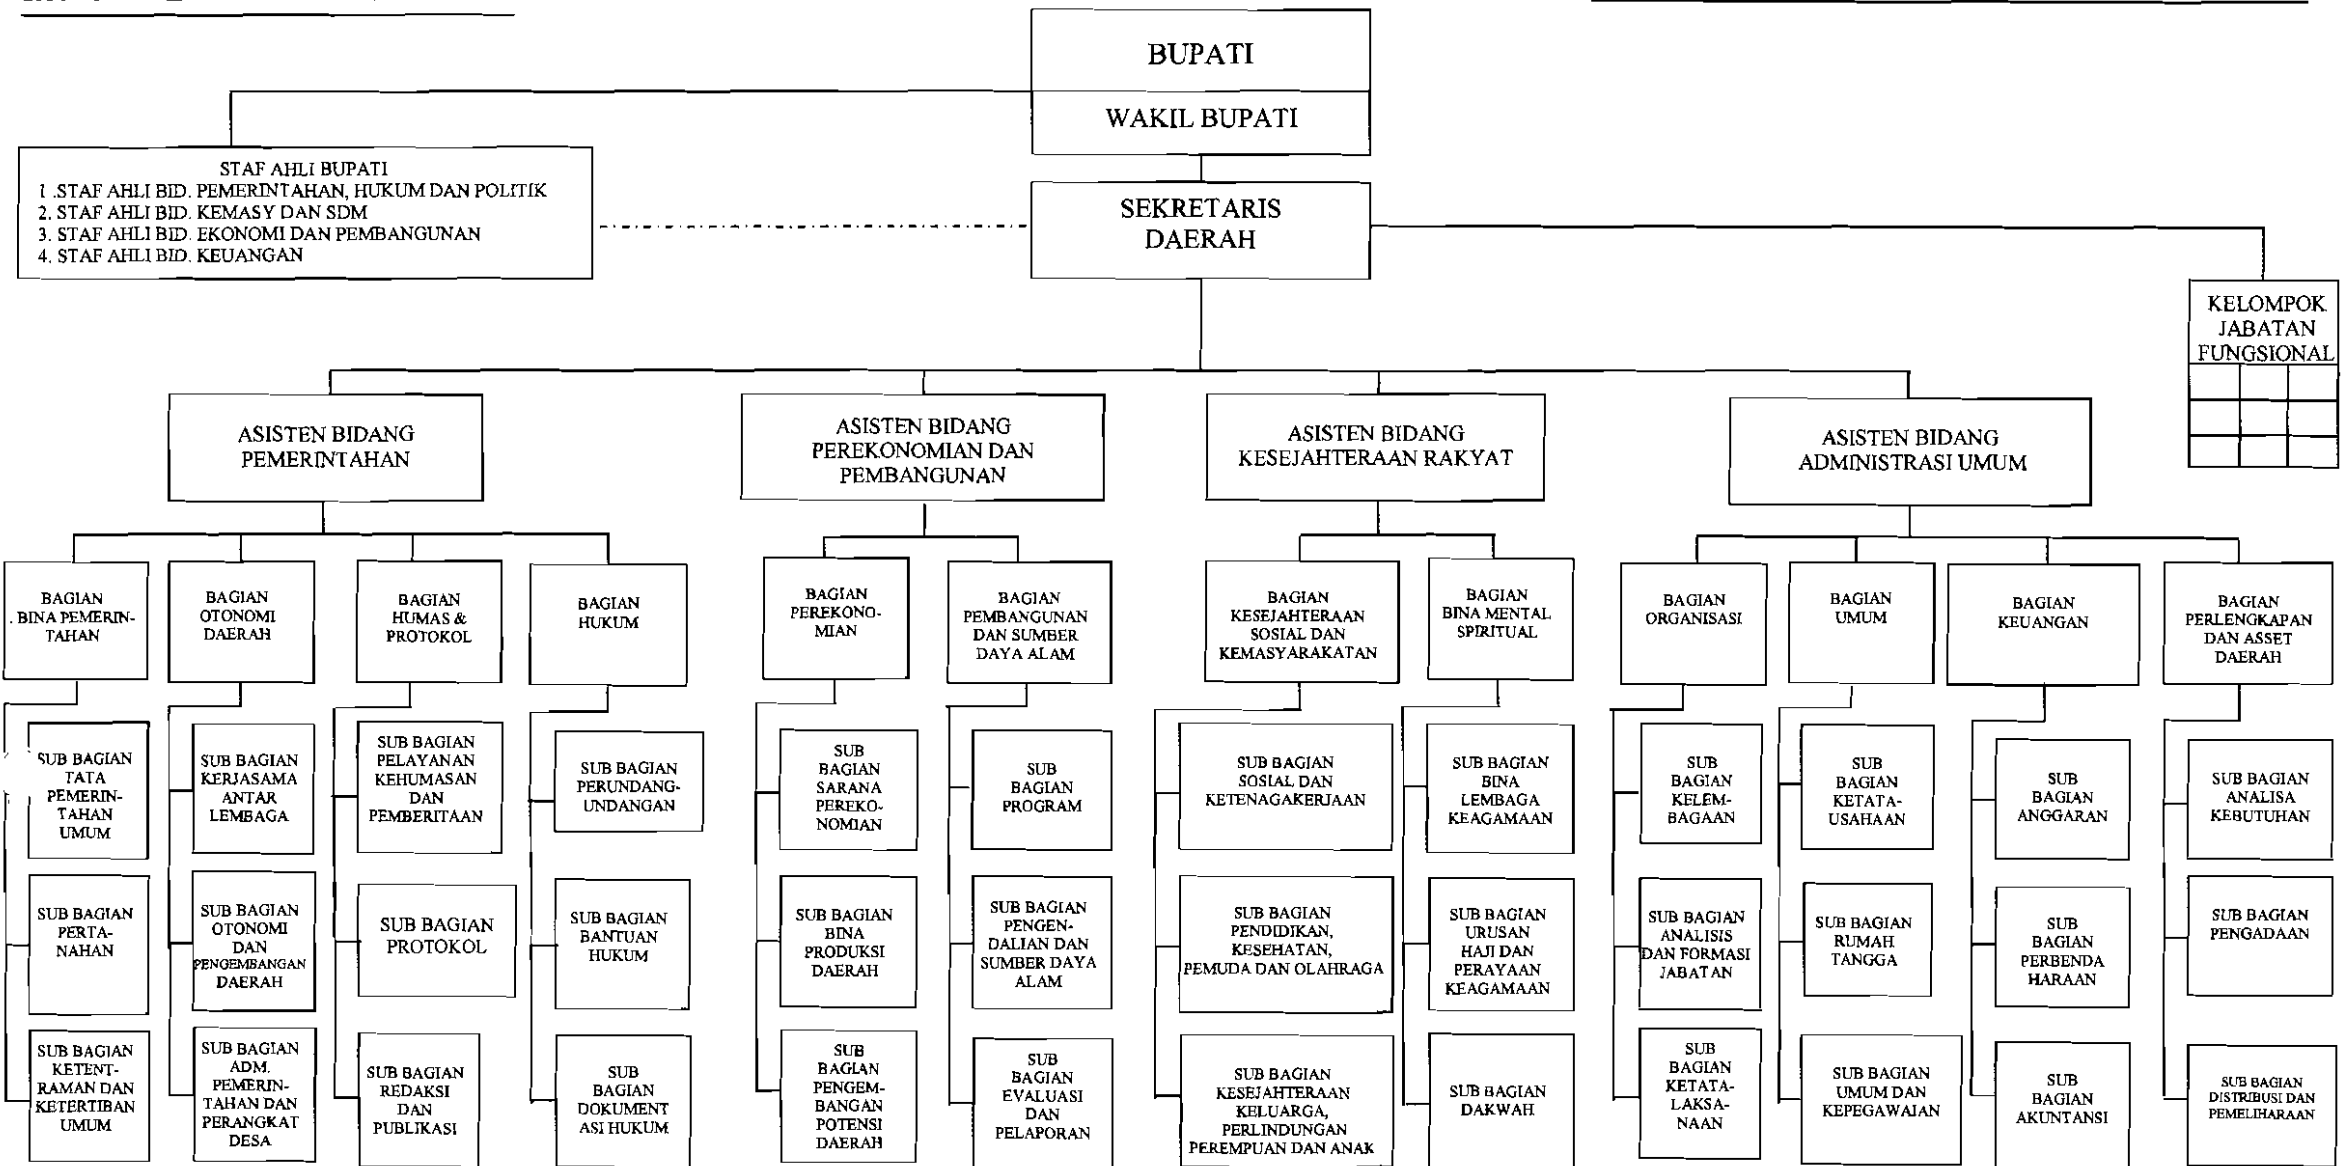 BUPATI
WAKIL BUPATI
STAF AHLI BUPATI
1 .STAF AHLI BID. PEMERINTAHAN, HUKUM DAN POLITIK
2. STAF AHLI BID. KEMASY DAN SDM
3. STAF AHLI BID. EKONOMI DAN PEMBANGUNAN
4. STAF AHLI BID. KEUANGAN
SEKRETARIS
DAERAH
KELOMPOK
JABATAN
FUNGSIONAL
ASISTEN BIDANG
PEMERINTAHAN
ASISTEN BIDANG
PEREKONOMIAN DAN
PEMBANGUNAN
ASISTEN BIDANG
KESEJAHTERAAN RAKYAT
ASISTEN BIDANG
ADMINISTRASI UMUM
BAGIAN
. BINA PEMERIN-
TAHAN
BAGIAN
OTONOMI
DAERAH
BAGIAN
HUMAS &
PROTOKOL
BAGIAN
HUKUM
BAGIAN
PEREKONO-
MIAN
BAGIAN
PEMBANGUNAN
DAN SUMBER
DAYA ALAM
BAGIAN
KESEJAHTERAAN
SOSIAL DAN
KEMASYARAKATAN
BAGIAN
BINA MENTAL
SPIRITUAL
BAGIAN
ORGANISASI
BAGIAN
UMUM
BAGIAN
KEUANGAN
BAGIAN
PERLENGKAPAN
DAN ASSET
DAERAH
SUB BAGIAN
TATA
PEMERIN-
TAHAN
UMUM
SUB BAGIAN
KERJASAMA
ANTAR
LEMBAGA
SUB BAGIAN
PELAYANAN
KEHUMASAN
DAN
PEMBERITAAN
SUB BAGIAN
PERUNDANG-
UNDANGAN
SUB
BAGIAN
SARANA
PEREKO-
NOMIAN
SUB
BAGIAN
PROGRAM
SUB BAGIAN
SOSIAL DAN
KETENAGAKERJAAN
SUB BAGIAN
BINA
LEMBAGA
KEAGAMAAN
SUB
BAGIAN
KELEM-
BAGAAN
SUB
BAGIAN
KETATA-
USAHAAN
SUB
BAGIAN
ANGGARAN
SUB BAGIAN
ANALISA
KEBUTUHAN
SUB BAGIAN
PERTA-
NAHAN
SUB BAGIAN
OTONOMI
DAN
PENGEMBANGAN
DAERAH
SUB BAGIAN
PROTOKOL
SUB BAGIAN
BANTUAN
HUKUM
SUB BAGIAN
BINA
PRODUKSI
DAERAH
SUB BAGIAN
PENGEN-
DALIAN DAN
SUMBER DAYA
ALAM
SUB BAGIAN
PENDIDIKAN,
KESEHATAN,
PEMUDA DAN OLAHRAGA
SUB BAGIAN
URUSAN
HAJI DAN
PERAYAAN
KEAGAMAAN
SUB BAGIAN
ANALISIS
DAN FORMASI
JABATAN
SUB BAGIAN
RUMAH
TANGGA
SUB
BAGIAN
PERBENDA
HARAAN
SUB BAGIAN
PENGADAAN
SUB BAGIAN
KETENT-
RAMAN DAN
KETERTIBAN
UMUM
SUB BAGIAN
ADM.
PEMERIN-
TAHAN DAN
PERANGKAT
DESA
SUB BAGIAN
REDAKSI
DAN
PUBLIKASI
SUB
BAGIAN
DOKUMENT
ASI HUKUM
SUB
BAGIAN
PENGEM-
BANGAN
POTENSI
DAERAH
SUB
BAGIAN
EVALUASI
DAN
PELAPORAN
SUB BAGIAN
KESEJAHTERAAN
KELUARGA,
PERLINDUNGAN
PEREMPUAN DAN ANAK
SUB BAGIAN
DAKWAH
SUB
BAGIAN
KETATA-
LAKSA-
NAAN
SUB BAGIAN
UMUM DAN
KEPEGAWAIAN
SUB
BAGIAN
AKUNTANSI
SUB BAGIAN
DISTRIBUSI DAN
PEMELIHARAAN